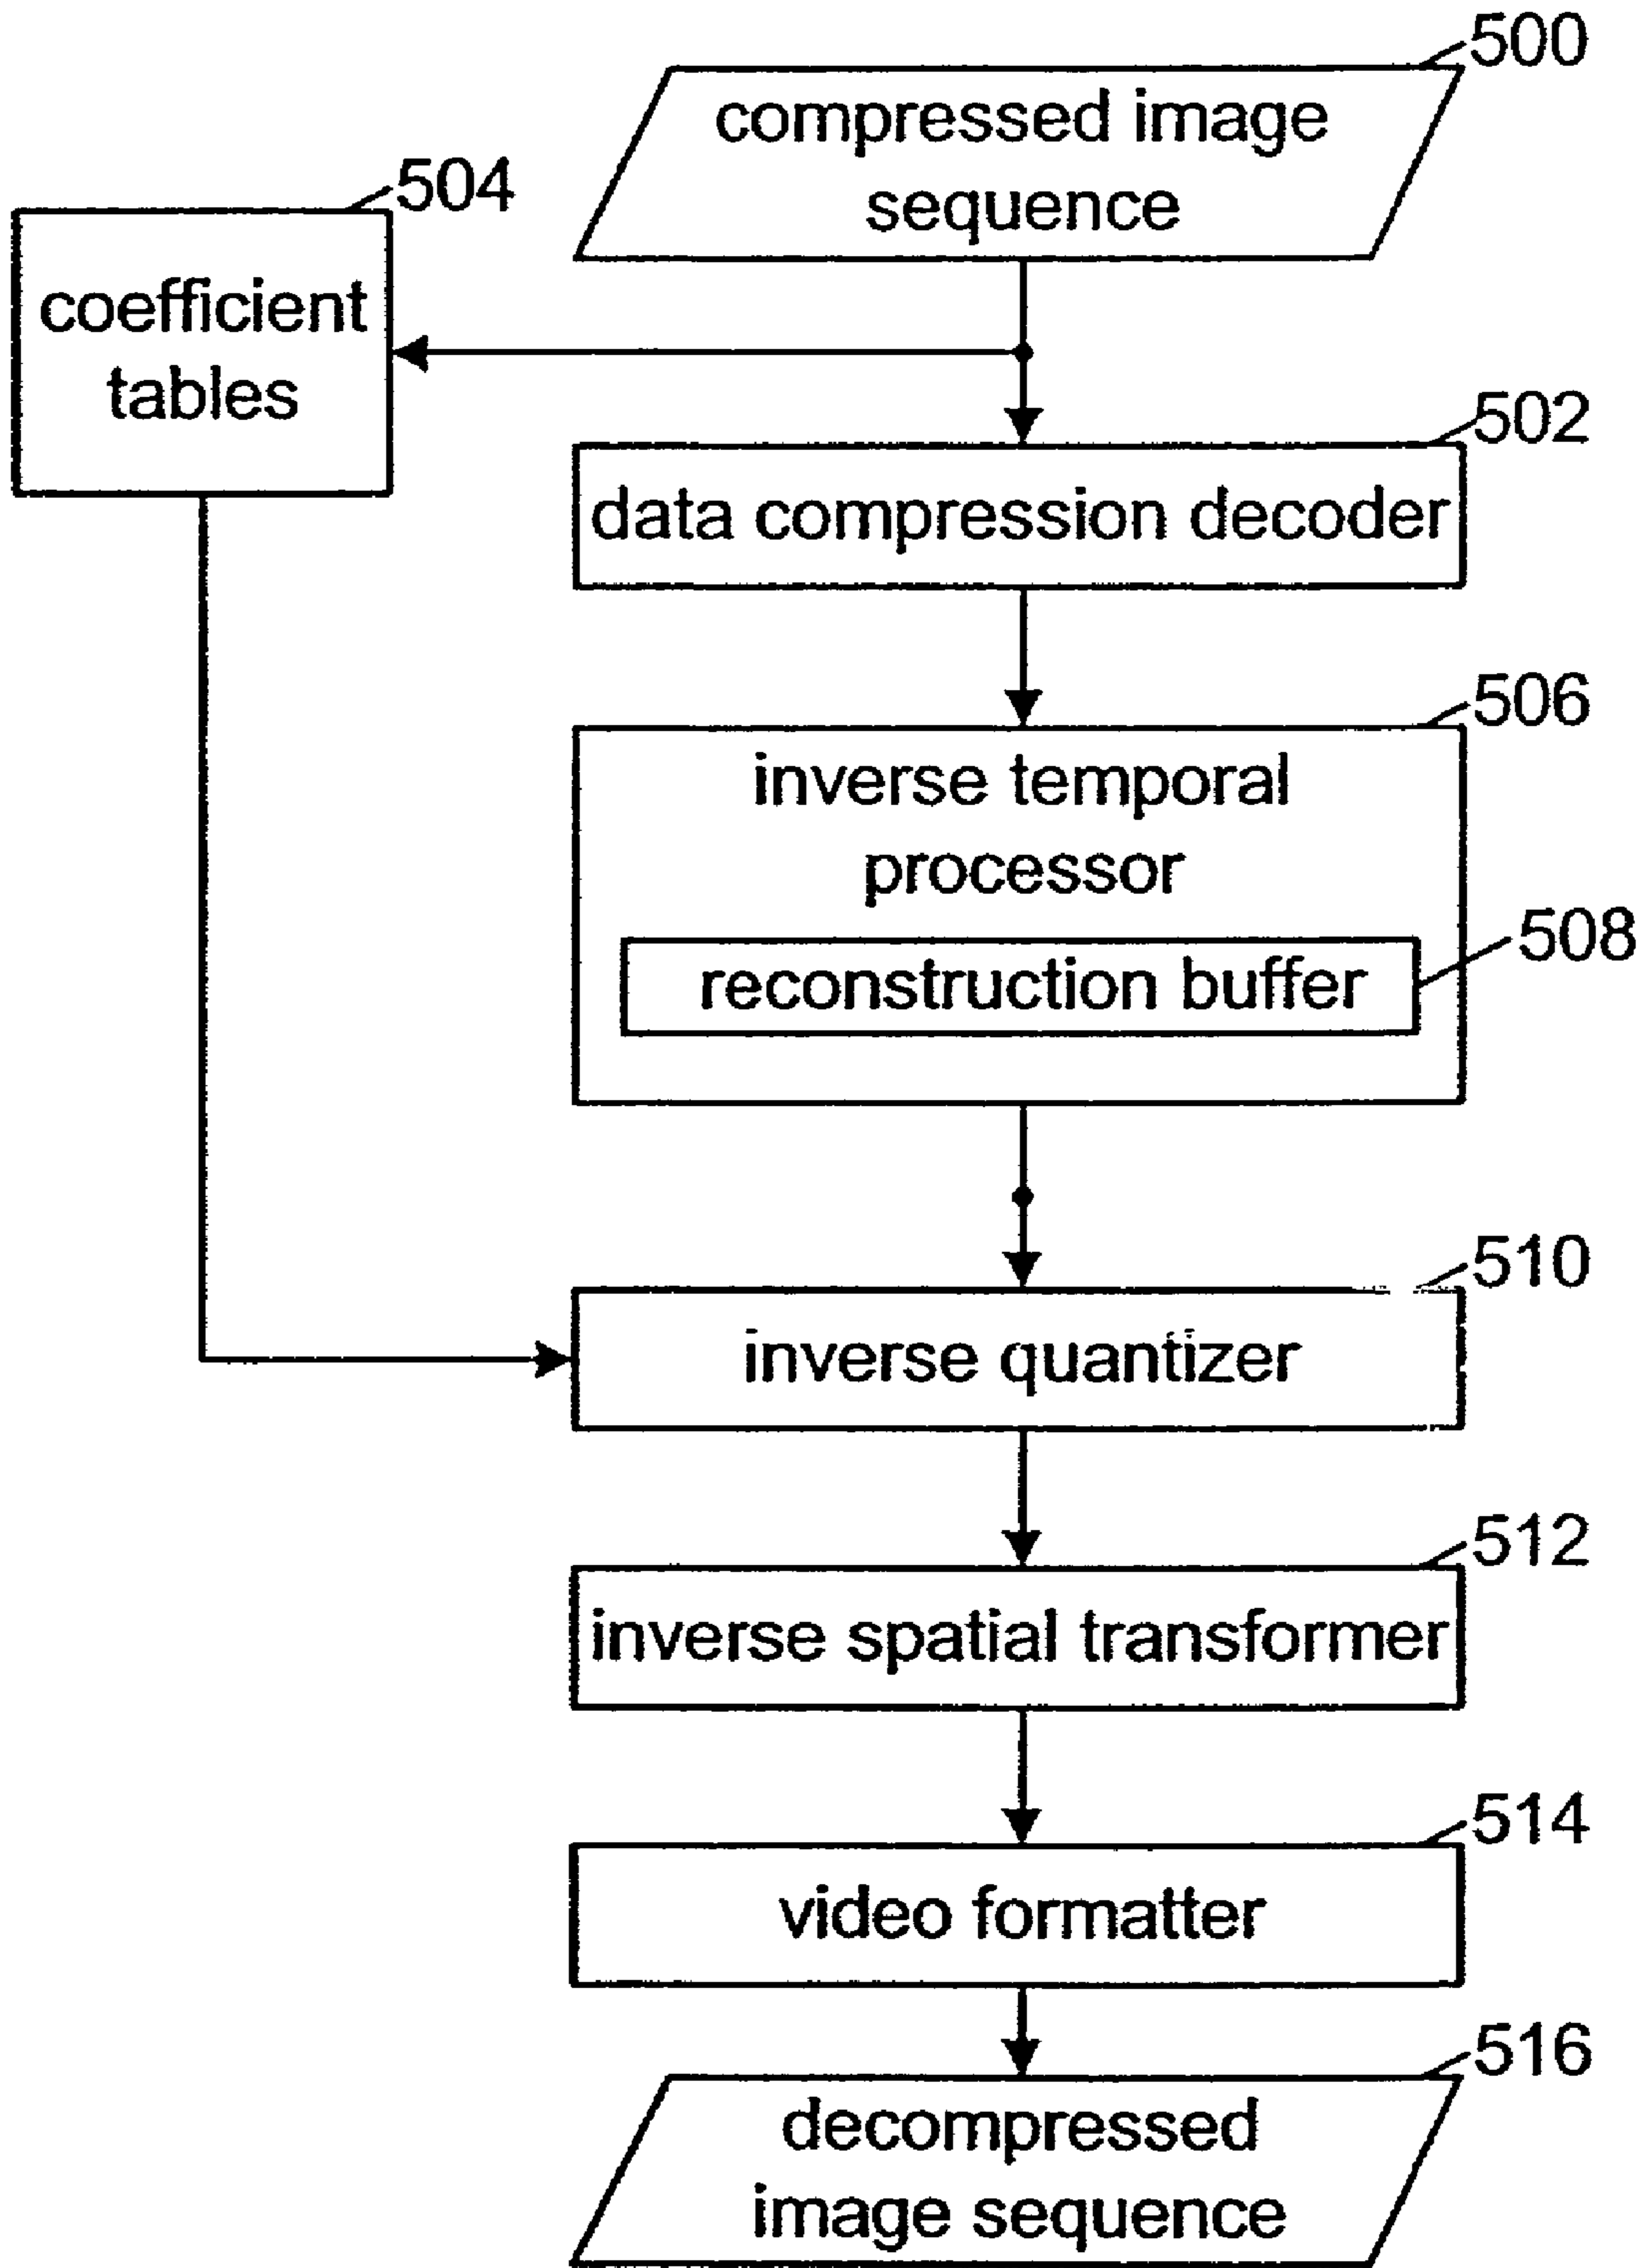 500
compressed image
sequence
504
coefficient
tables
502
data compression decoder
506
inverse temporal
processor
508
reconstruction buffer
510
inverse quantizer
512
inverse spatial transformer
514
video formatter
516
decompressed
image sequence